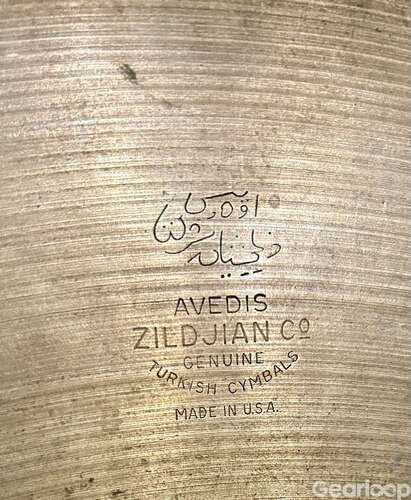 AVEDIS
ZILDJIAN CO
GENUINE
TURKISH CYMBALS
MADE IN U.S.A.
Gearloop